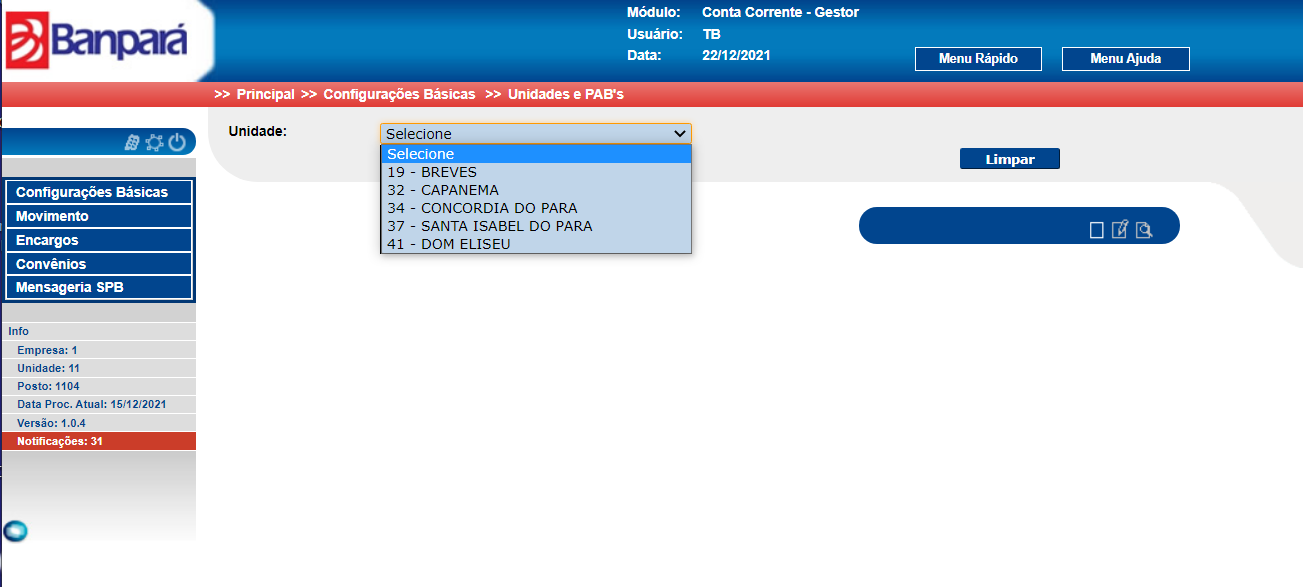 Banpará
Módulo: Conta Corrente - Gestor
Usuário: TB
Data: 22/12/2021
Menu Rápido Menu Ajuda
>> Principal >> Configurações Básicas >> Unidades e PAB's
Unidade: Selecione
Selecione
19 - BREVES
32 - CAPANEMA
34 - CONCORDIA DO PARA
37 - SANTA ISABEL DO PARA
41 - DOM ELISEU
Limpar
Configurações Básicas
Movimento
Encargos
Convênios
Mensageria SPB
Info
Empresa: 1
Unidade: 11
Posto: 1104
Data Proc. Atual: 15/12/2021
Versão: 1.0.4
Notificações: 31